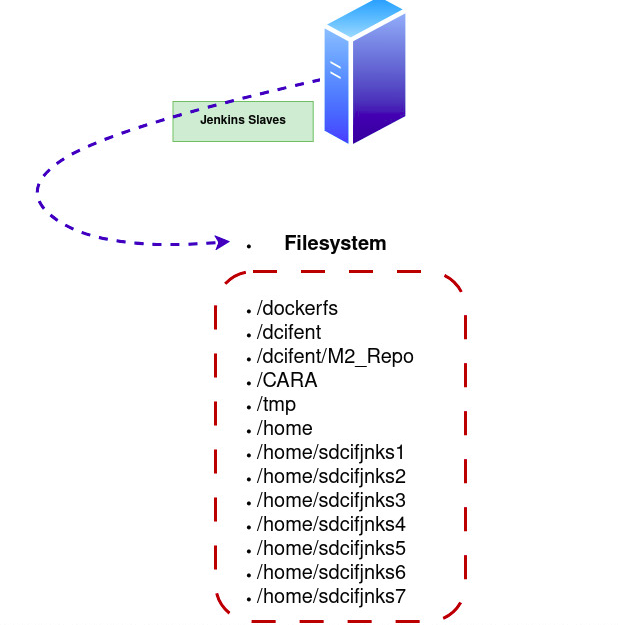 Jenkins Slaves
• Filesystem
• /dockerfs
• /dcifent
• /dcifent/M2_Repo
• /CARA
• /tmp
• /home
• /home/sdcifjnks1
• /home/sdcifjnks2
• /home/sdcifjnks3
• /home/sdcifjnks4
• /home/sdcifjnks5
• /home/sdcifjnks6
• /home/sdcifjnks7